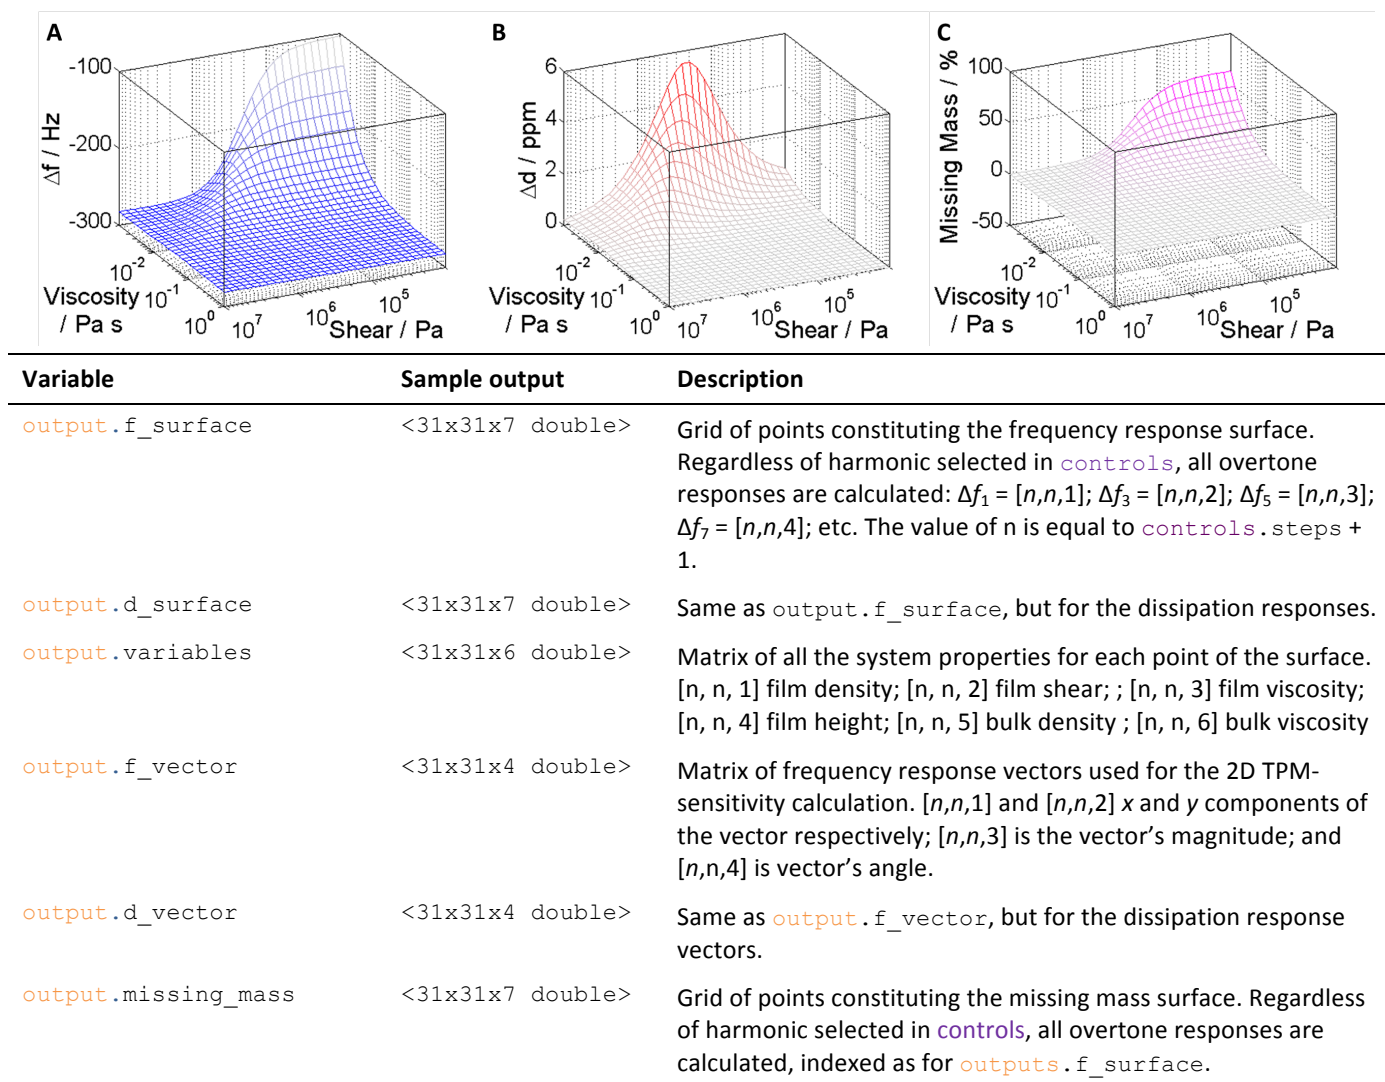 A
-100
-200
-300
Δf / Hz
10⁻²
10⁻¹
10⁰
Viscosity
/ Pa s
10⁷
10⁶
10⁵
Shear / Pa
B
6
4
2
0
Δd / ppm
10⁻²
10⁻¹
10⁰
Viscosity
/ Pa s
10⁷
10⁶
10⁵
Shear / Pa
C
100
50
0
-50
Missing Mass / %
10⁻²
10⁻¹
10⁰
Viscosity
/ Pa s
10⁷
10⁶
10⁵
Shear / Pa
Variable Sample output Description
output.f_surface <31x31x7 double> Grid of points constituting the frequency response surface.
Regardless of harmonic selected in controls, all overtone
responses are calculated: Δf₁ = [n,n,1]; Δf₃ = [n,n,2]; Δf₅ = [n,n,3];
Δf₇ = [n,n,4]; etc. The value of n is equal to controls.steps +
1.
output.d_surface <31x31x7 double> Same as output.f_surface, but for the dissipation responses.
output.variables <31x31x6 double> Matrix of all the system properties for each point of the surface.
[n, n, 1] film density; [n, n, 2] film shear; ; [n, n, 3] film viscosity;
[n, n, 4] film height; [n, n, 5] bulk density ; [n, n, 6] bulk viscosity
output.f_vector <31x31x4 double> Matrix of frequency response vectors used for the 2D TPM-
sensitivity calculation. [n,n,1] and [n,n,2] x and y components of
the vector respectively; [n,n,3] is the vector’s magnitude; and
[n,n,4] is vector’s angle.
output.d_vector <31x31x4 double> Same as output.f_vector, but for the dissipation response
vectors.
output.missing_mass <31x31x7 double> Grid of points constituting the missing mass surface. Regardless
of harmonic selected in controls, all overtone responses are
calculated, indexed as for outputs.f_surface.